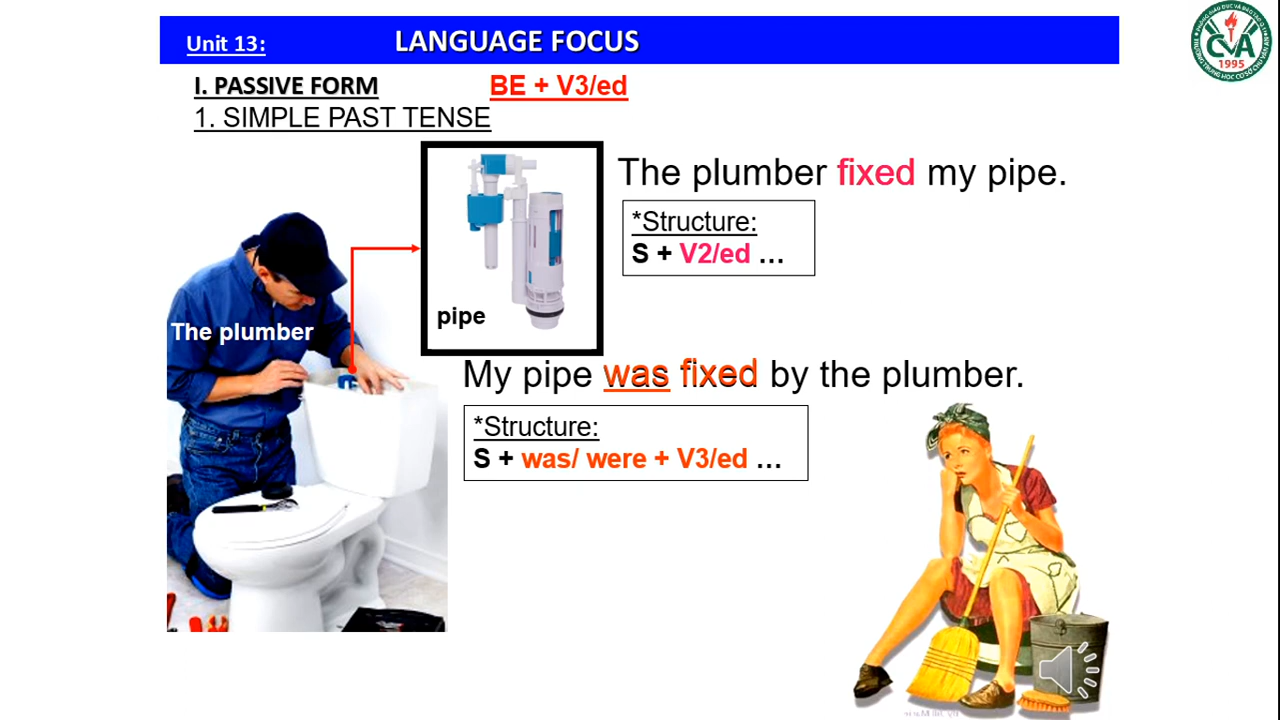 Unit 13: LANGUAGE FOCUS
CVA
1995
I. PASSIVE FORM BE + V3/ed
1. SIMPLE PAST TENSE
The plumber fixed my pipe.
*Structure:
S + V2/ed ...
pipe
The plumber
My pipe was fixed by the plumber.
*Structure:
S + was/ were + V3/ed ...